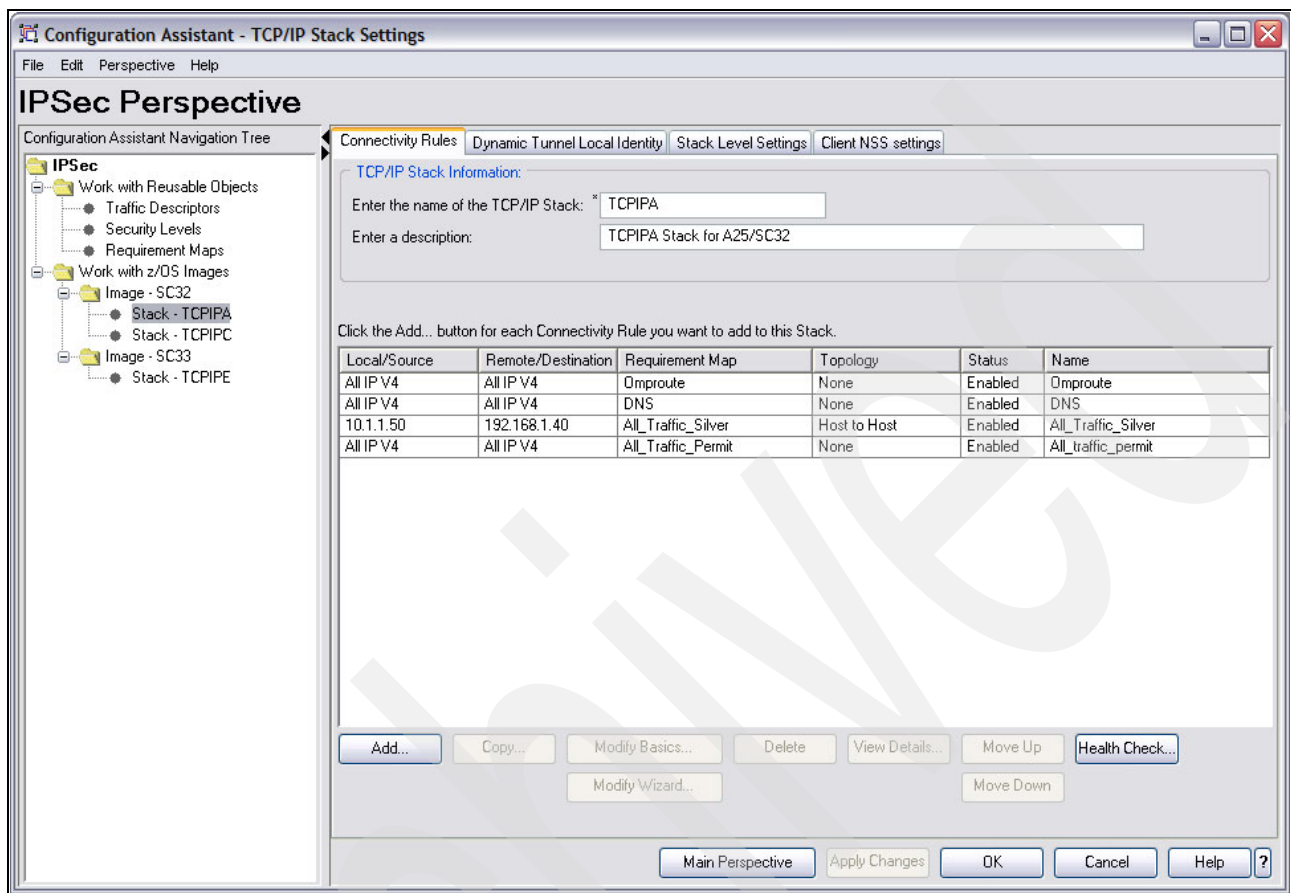 Configuration Assistant - TCP/IP Stack Settings
File Edit Perspective Help
IPSec Perspective
Configuration Assistant Navigation Tree
IPSec
Work with Reusable Objects
Traffic Descriptors
Security Levels
Requirement Maps
Work with z/OS Images
Image - SC32
Stack - TCPIPA
Stack - TCPIPC
Image - SC33
Stack - TCPIPE
Connectivity Rules Dynamic Tunnel Local Identity Stack Level Settings Client NSS settings
TCP/IP Stack Information:
Enter the name of the TCP/IP Stack: * TCPIPA
Enter a description: TCPIPA Stack for A25/SC32
Click the Add... button for each Connectivity Rule you want to add to this Stack.
Local/Source Remote/Destination Requirement Map Topology Status Name
All IP V4 All IP V4 Omproute None Enabled Omproute
All IP V4 All IP V4 DNS None Enabled DNS
10.1.1.50 192.168.1.40 All_Traffic_Silver Host to Host Enabled All_Traffic_Silver
All IP V4 All IP V4 All_Traffic_Permit None Enabled All_traffic_permit
Add... Copy... Modify Basics... Delete View Details... Move Up Health Check...
Modify Wizard... Move Down
Main Perspective Apply Changes OK Cancel Help ?